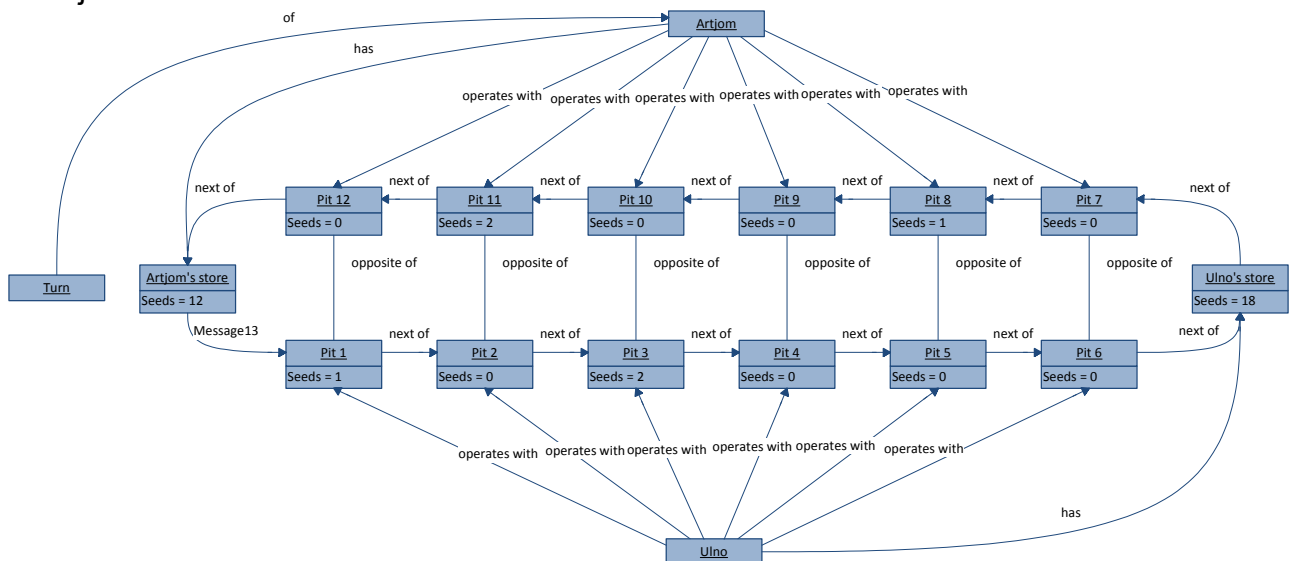 of
Artjom
has
operates with
operates with
operates with
operates with
operates with
operates with
next of
Pit 12
Seeds = 0
next of
Pit 11
Seeds = 2
next of
Pit 10
Seeds = 0
next of
Pit 9
Seeds = 0
next of
Pit 8
Seeds = 1
next of
Pit 7
Seeds = 0
next of
Turn
Artjom's store
Seeds = 12
opposite of
opposite of
opposite of
opposite of
opposite of
opposite of
Ulno's store
Seeds = 18
Message13
Pit 1
Seeds = 1
next of
Pit 2
Seeds = 0
next of
Pit 3
Seeds = 2
next of
Pit 4
Seeds = 0
next of
Pit 5
Seeds = 0
next of
Pit 6
Seeds = 0
next of
operates with
operates with
operates with
operates with
operates with
operates with
has
Ulno